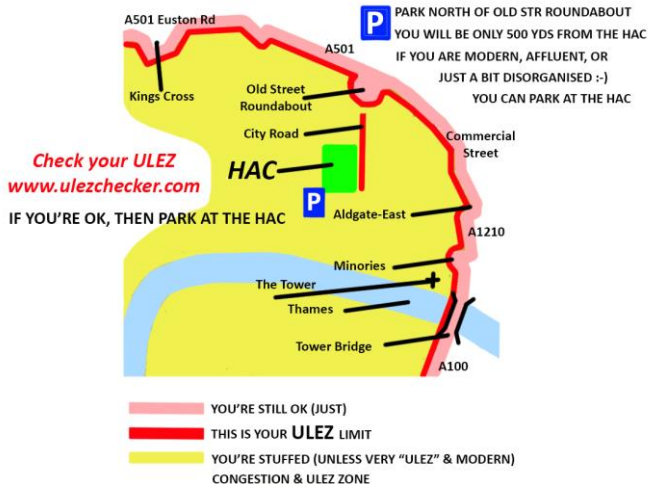 A501 Euston Rd
P
PARK NORTH OF OLD STR ROUNDABOUT
YOU WILL BE ONLY 500 YDS FROM THE HAC
IF YOU ARE MODERN, AFFLUENT, OR
JUST A BIT DISORGANISED :-)
YOU CAN PARK AT THE HAC
A501
Kings Cross
Old Street
Roundabout
City Road
Commercial
Street
Check your ULEZ
www.ulezchecker.com
IF YOU'RE OK, THEN PARK AT THE HAC
HAC
P
Aldgate-East
A1210
Minories
The Tower
Thames
Tower Bridge
A100
YOU'RE STILL OK (JUST)
THIS IS YOUR ULEZ LIMIT
YOU'RE STUFFED (UNLESS VERY "ULEZ" & MODERN)
CONGESTION & ULEZ ZONE